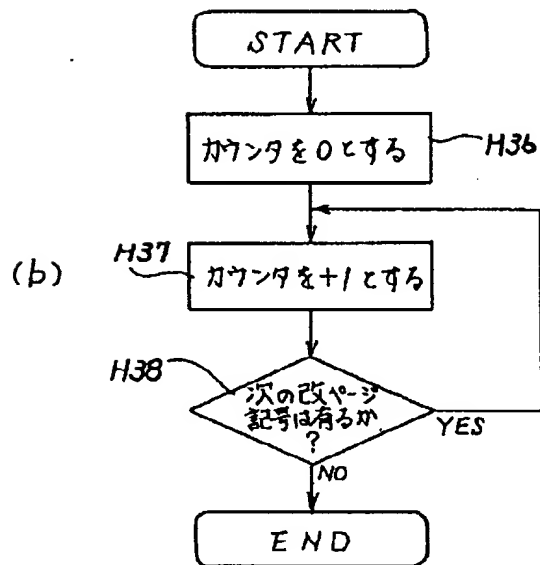 START
カウンタを0とする
H36
(b)
H37
カウンタを+1とする
H38
次の改ページ
記号は有るか
?
YES
NO
END